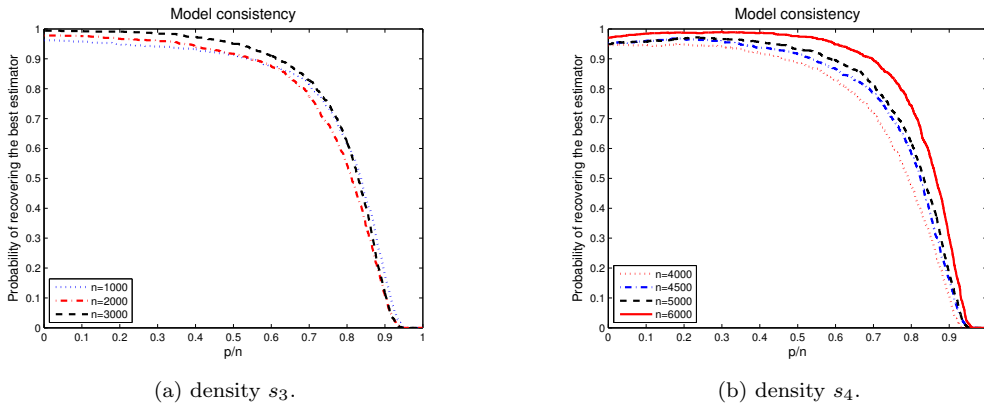 Model consistency
Probability of recovering the best estimator
1
0.9
0.8
0.7
0.6
0.5
0.4
0.3
0.2
0.1
0
n=1000
n=2000
n=3000
0 0.1 0.2 0.3 0.4 0.5 0.6 0.7 0.8 0.9 1
p/n
(a) density s₃.
Model consistency
Probability of recovering the best estimator
1
0.9
0.8
0.7
0.6
0.5
0.4
0.3
0.2
0.1
0
n=4000
n=4500
n=5000
n=6000
0 0.1 0.2 0.3 0.4 0.5 0.6 0.7 0.8 0.9
p/n
(b) density s₄.